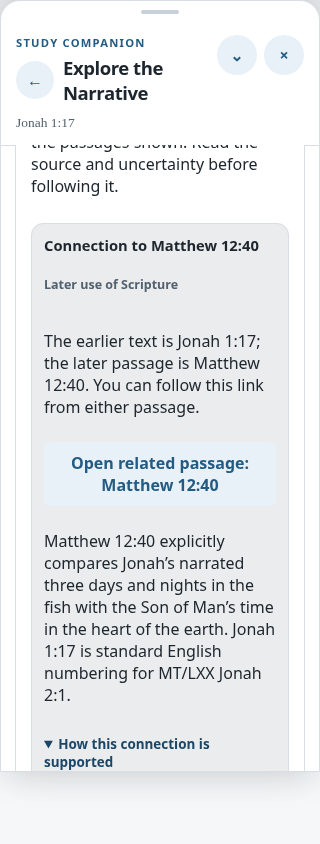 STUDY COMPANION
Explore the
Narrative
Jonah 1:17
the passages shown. Read the
source and uncertainty before
following it.
Connection to Matthew 12:40
Later use of Scripture
The earlier text is Jonah 1:17;
the later passage is Matthew
12:40. You can follow this link
from either passage.
Open related passage:
Matthew 12:40
Matthew 12:40 explicitly
compares Jonah’s narrated
three days and nights in the
fish with the Son of Man’s time
in the heart of the earth. Jonah
1:17 is standard English
numbering for MT/LXX Jonah
2:1.
▼ How this connection is
supported